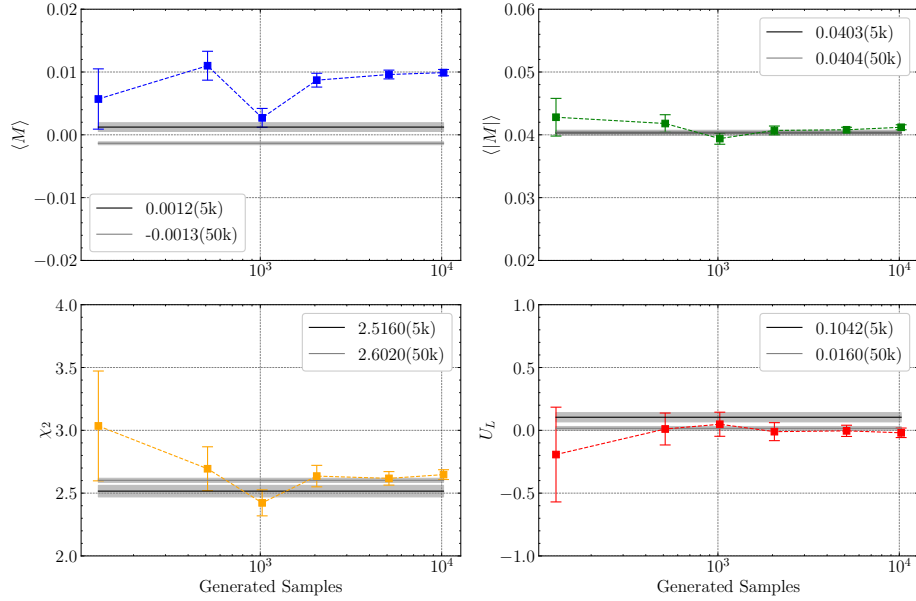 0.02
0.01
0.00
−0.01
−0.02
⟨M⟩
0.0012(5k)
-0.0013(50k)
10³
10⁴
0.06
0.05
0.04
0.03
0.02
⟨|M|⟩
0.0403(5k)
0.0404(50k)
10³
10⁴
4.0
3.5
3.0
2.5
2.0
χ₂
2.5160(5k)
2.6020(50k)
10³
10⁴
Generated Samples
1.0
0.5
0.0
−0.5
−1.0
U_L
0.1042(5k)
0.0160(50k)
10³
10⁴
Generated Samples